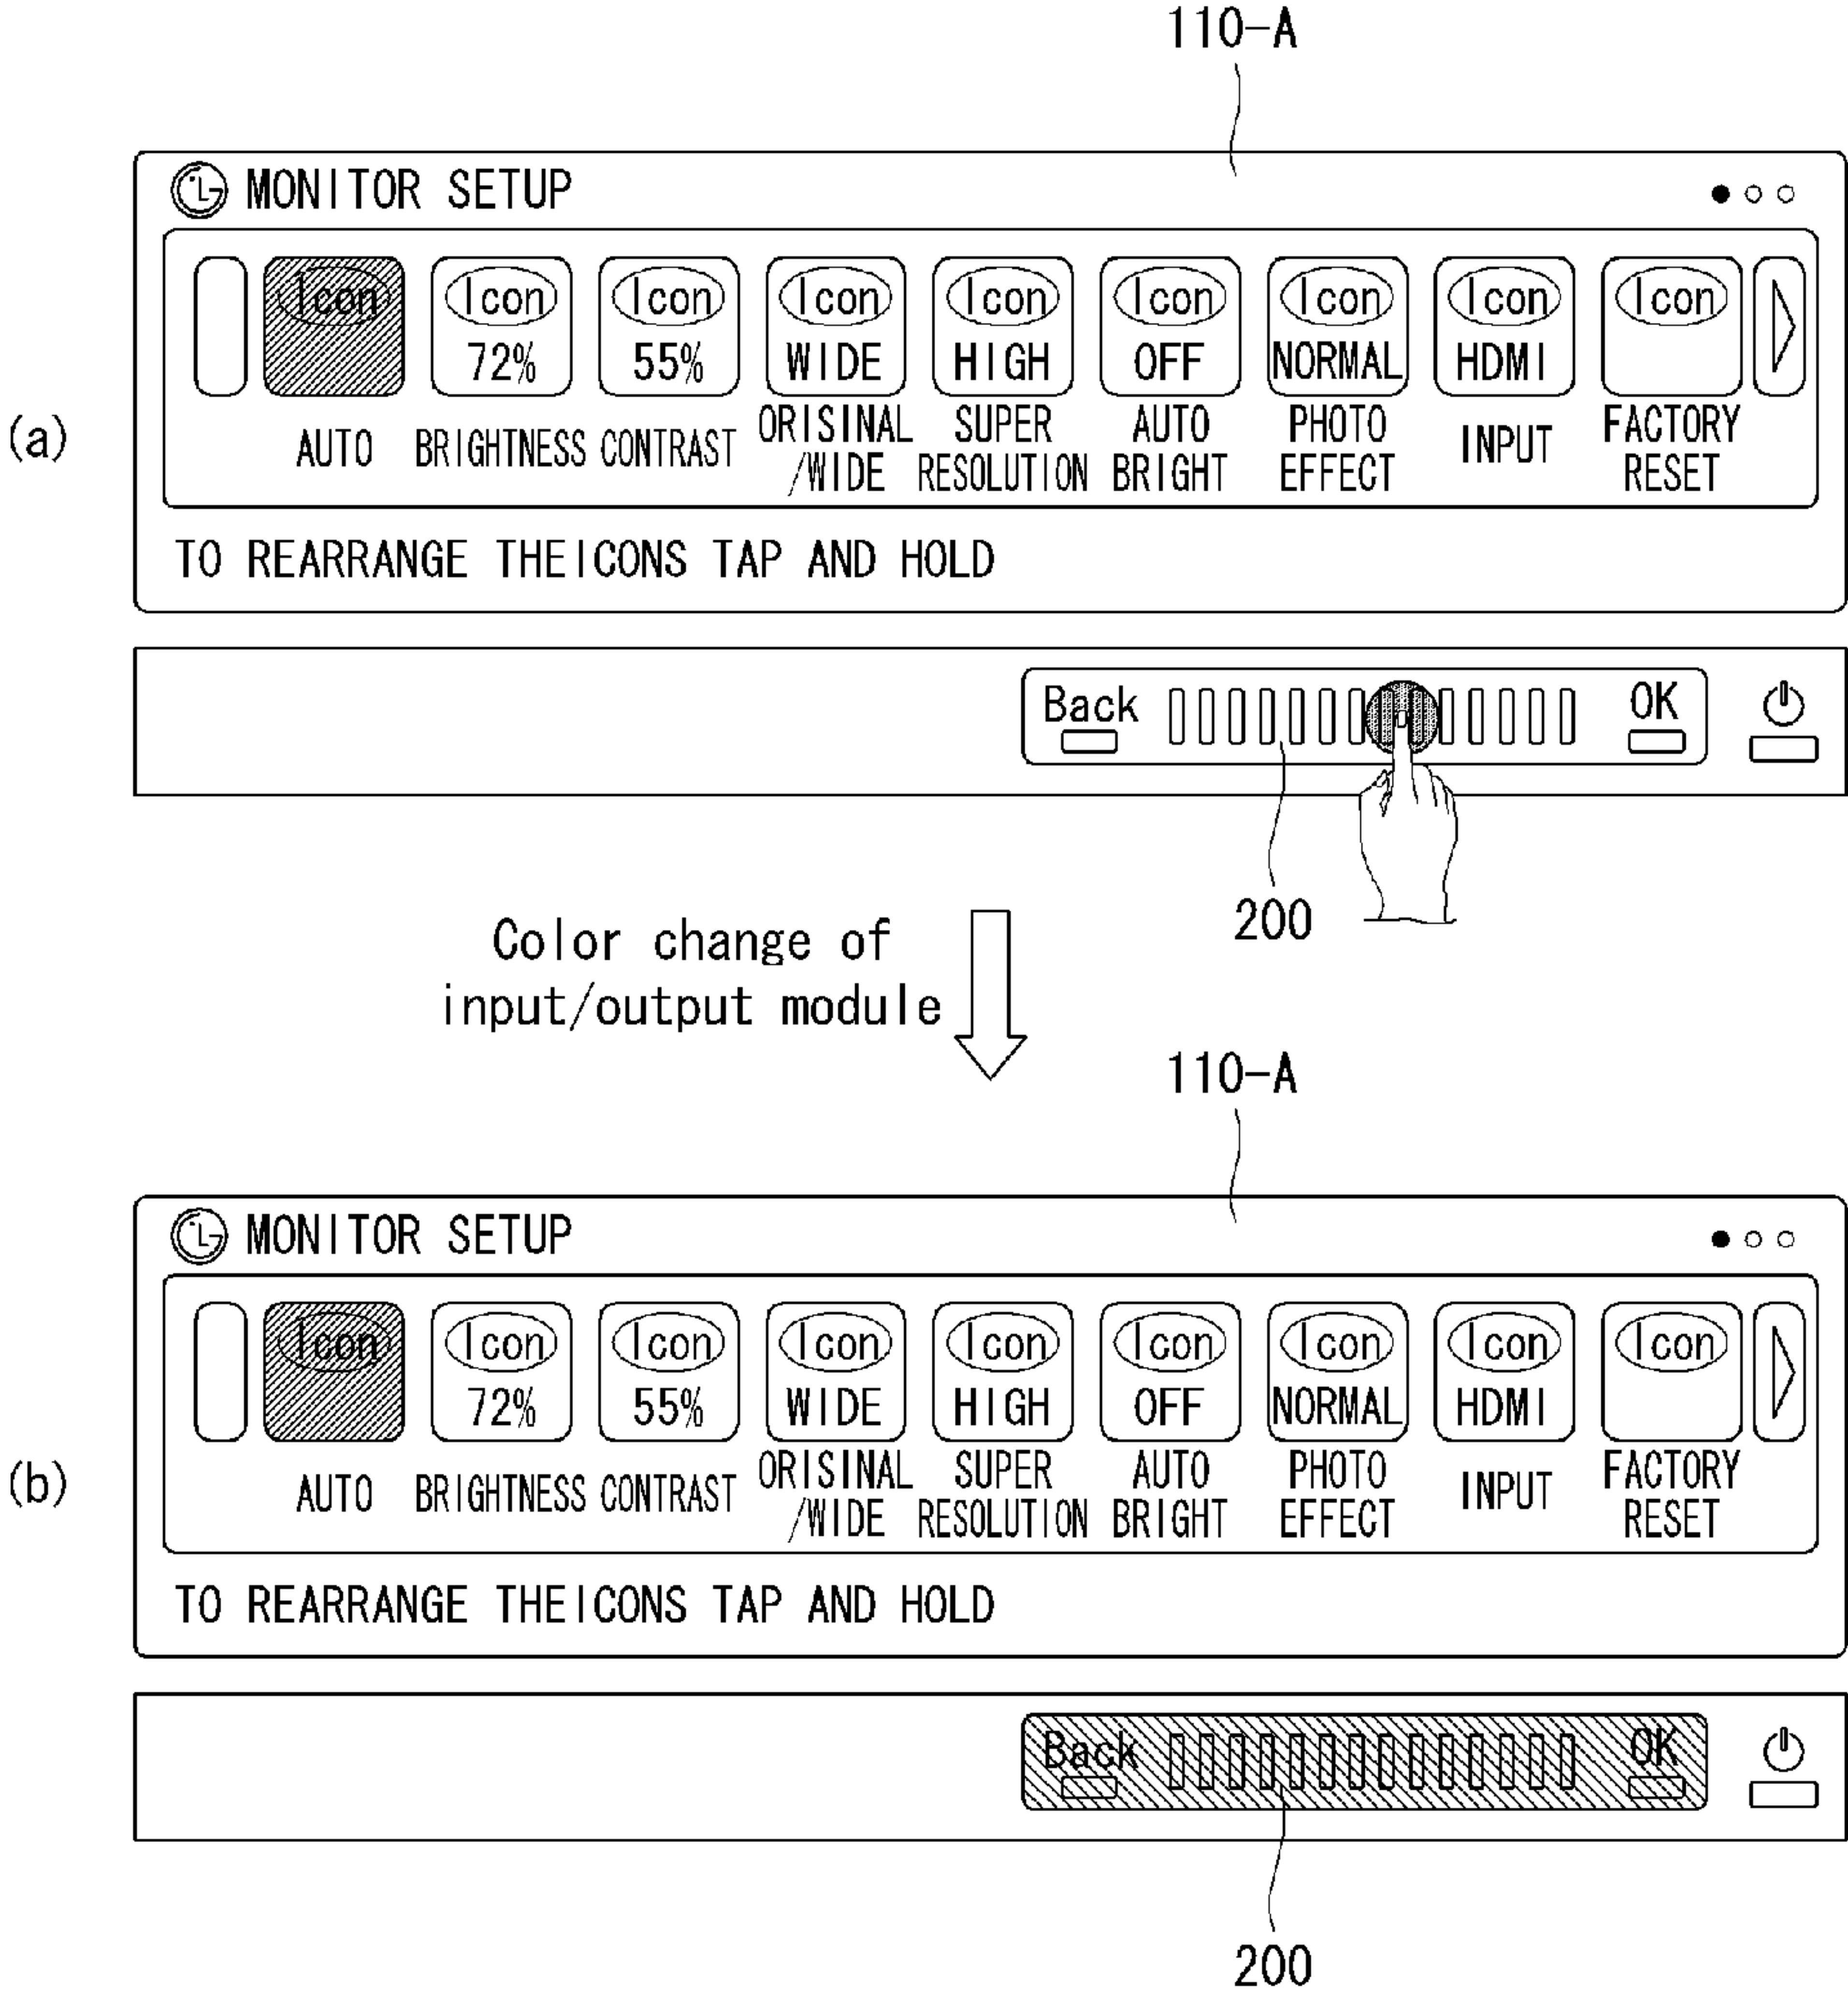 110-A
LG MONITOR SETUP
Icon Icon Icon Icon Icon Icon Icon Icon Icon
72% 55% WIDE HIGH OFF NORMAL HDMI
(a)
AUTO BRIGHTNESS CONTRAST ORISINAL SUPER AUTO PHOTO INPUT FACTORY
/WIDE RESOLUTION BRIGHT EFFECT RESET
TO REARRANGE THEICONS TAP AND HOLD
Back OK
200
Color change of
input/output module
110-A
LG MONITOR SETUP
Icon Icon Icon Icon Icon Icon Icon Icon Icon
72% 55% WIDE HIGH OFF NORMAL HDMI
(b)
AUTO BRIGHTNESS CONTRAST ORISINAL SUPER AUTO PHOTO INPUT FACTORY
/WIDE RESOLUTION BRIGHT EFFECT RESET
TO REARRANGE THEICONS TAP AND HOLD
Back OK
200